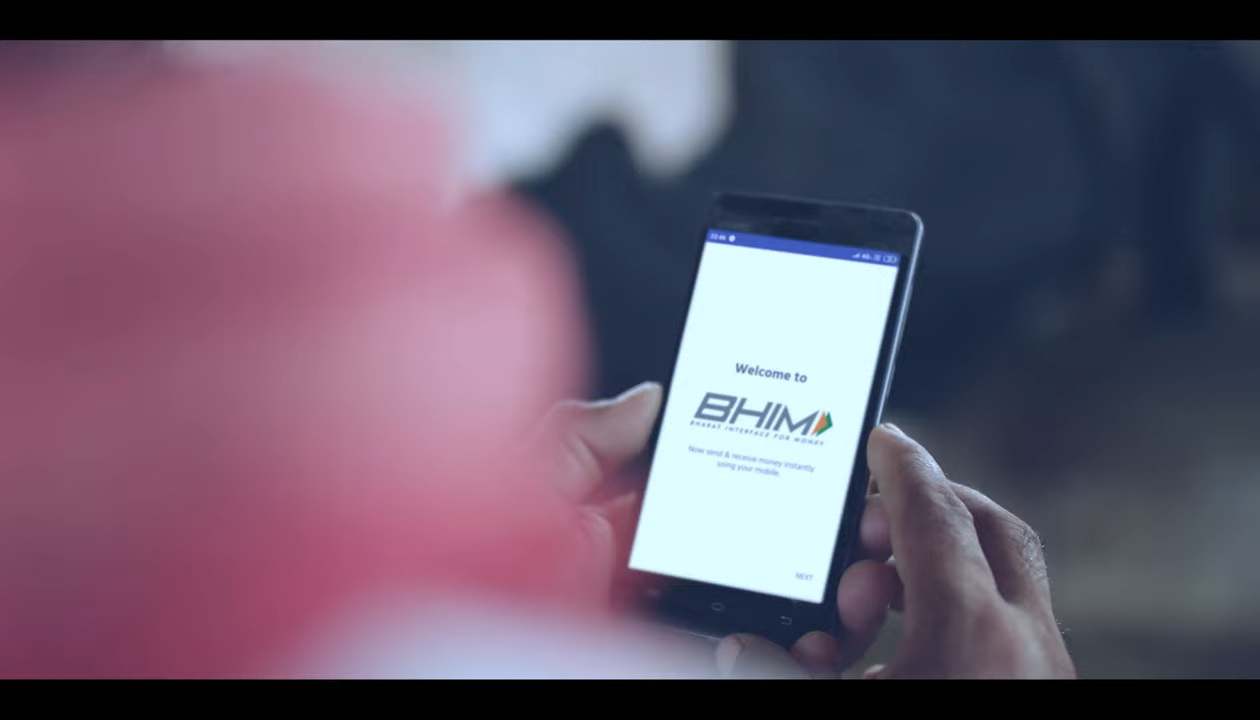 Welcome to
BHIM
BHARAT INTERFACE FOR MONEY
Now send & receive money instantly
using your mobile.
NEXT